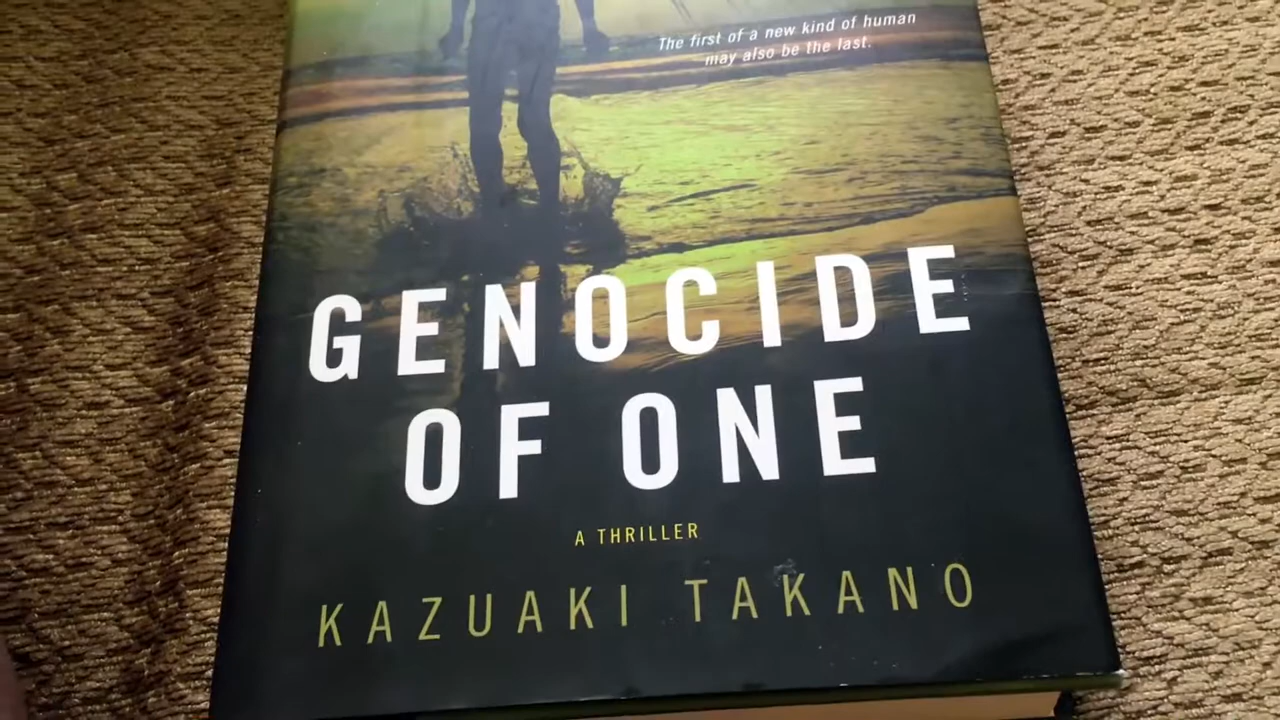 The first of a new kind of human
may also be the last.
GENOCIDE
OF ONE
A THRILLER
KAZUAKI TAKANO